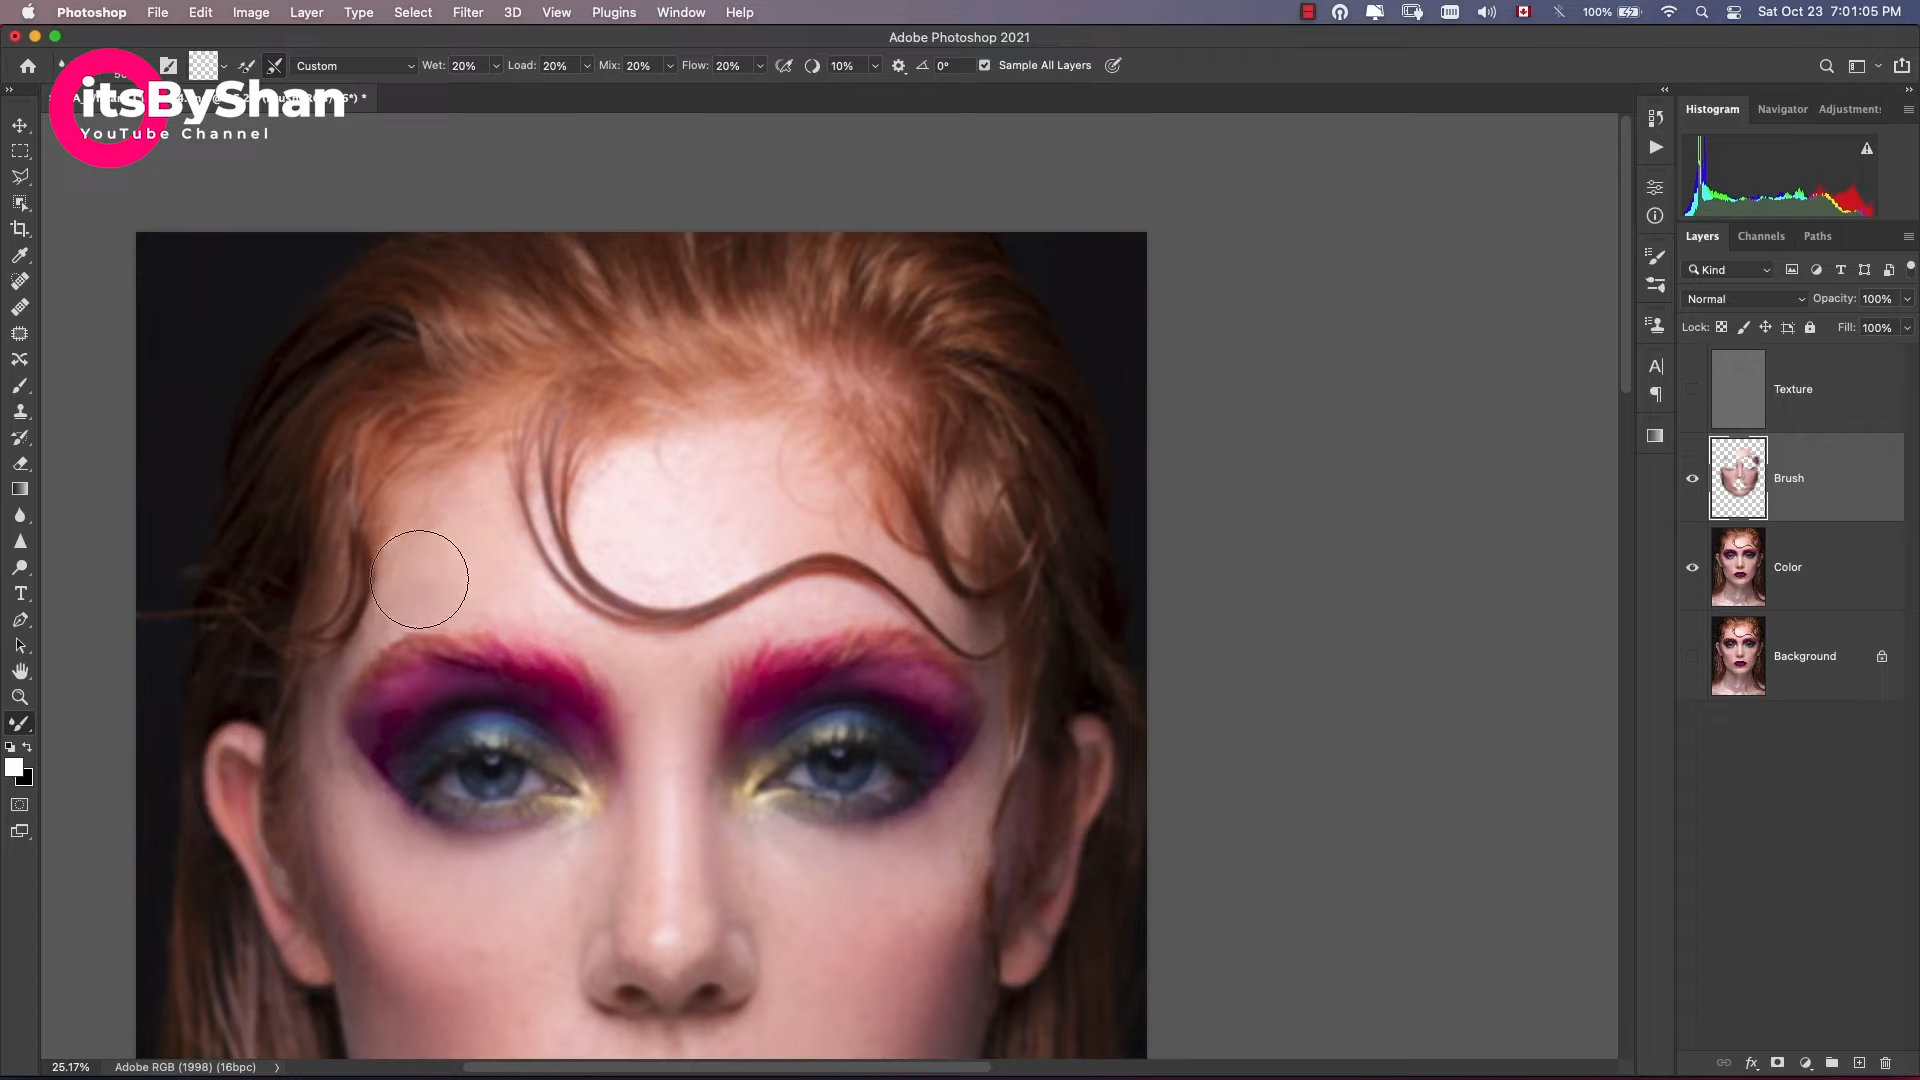 Photoshop File Edit Image Layer Type Select Filter 3D View Plugins Window Help 100% Sat Oct 23 7:01:05 PM
Adobe Photoshop 2021
Custom Wet: 20% Load: 20% Mix: 20% Flow: 20% 10% 0° Sample All Layers
itsByShan
YouTube Channel
Histogram Navigator Adjustments
Layers Channels Paths
Kind
Normal Opacity: 100%
Lock: Fill: 100%
Texture
Brush
Color
Background
25.17% Adobe RGB (1998) (16bpc)